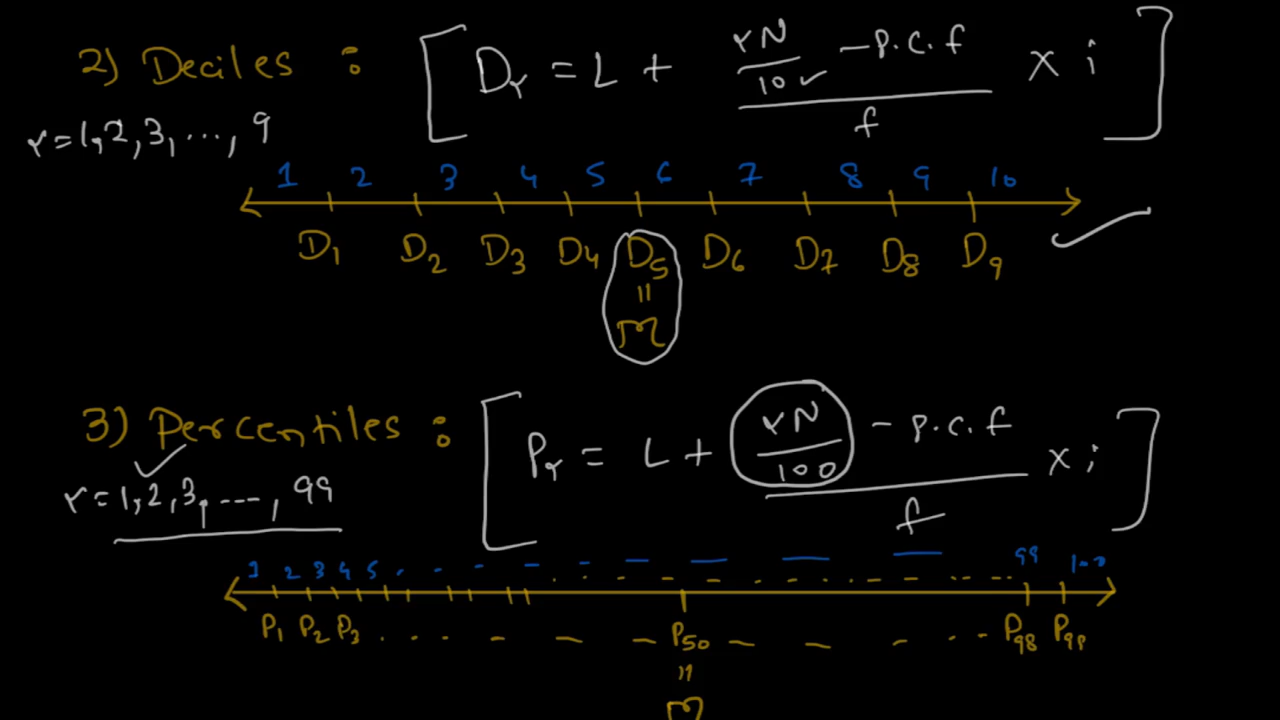 2) Deciles : [ Dr = L + rN/10 - p.c.f / f x i ]
r = 1, 2, 3, ..., 9
1 2 3 4 5 6 7 8 9 10
D1 D2 D3 D4 D5 D6 D7 D8 D9
=
M
3) Percentiles : [ Pr = L + rN/100 - p.c.f / f x i ]
r = 1, 2, 3, ---, 99
1 2 3 4 5 99 100
P1 P2 P3 P50 P98 P99
=
M